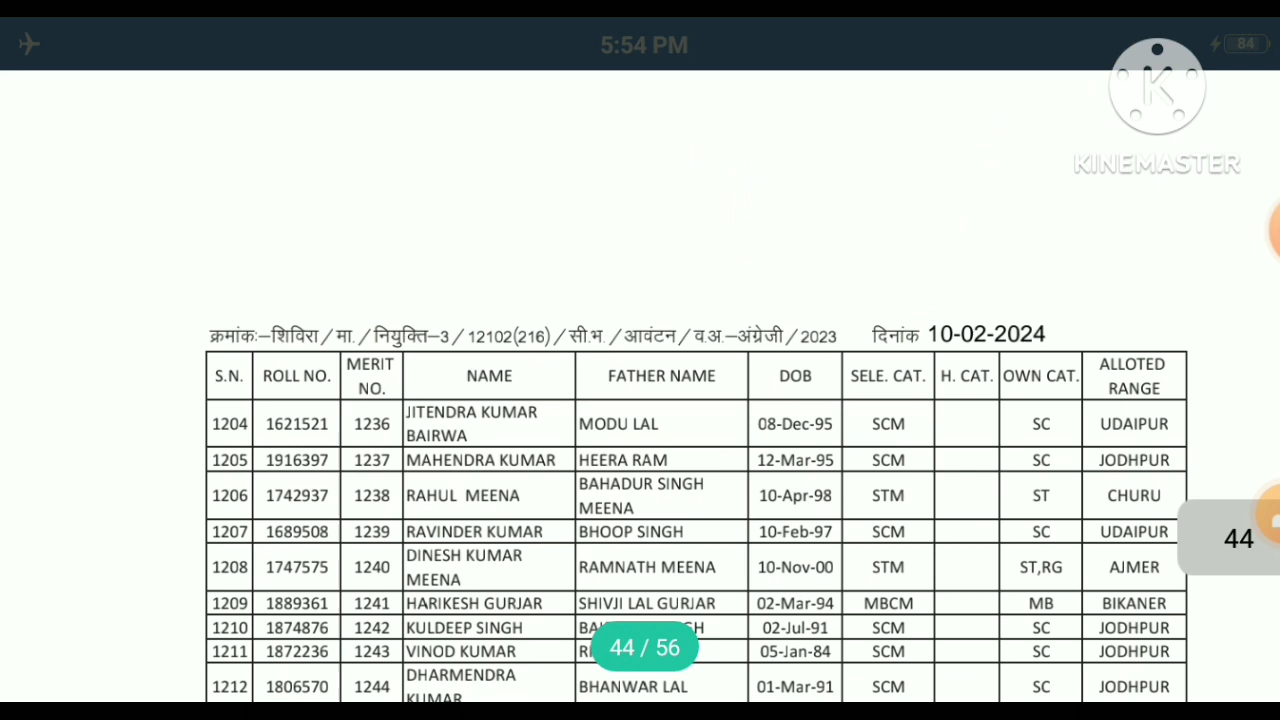 5:54 PM
84
K
KINEMASTER
क्रमांकः–शिविरा/मा./नियुक्ति–3/12102(216)/सी.भ./आवंटन/व.अ.–अंग्रेजी/2023 दिनांक 10-02-2024
S.N. ROLL NO. MERIT NO. NAME FATHER NAME DOB SELE. CAT. H. CAT. OWN CAT. ALLOTED RANGE
1204 1621521 1236 JITENDRA KUMAR BAIRWA MODU LAL 08-Dec-95 SCM SC UDAIPUR
1205 1916397 1237 MAHENDRA KUMAR HEERA RAM 12-Mar-95 SCM SC JODHPUR
1206 1742937 1238 RAHUL MEENA BAHADUR SINGH MEENA 10-Apr-98 STM ST CHURU
1207 1689508 1239 RAVINDER KUMAR BHOOP SINGH 10-Feb-97 SCM SC UDAIPUR
1208 1747575 1240 DINESH KUMAR MEENA RAMNATH MEENA 10-Nov-00 STM ST,RG AJMER
44
1209 1889361 1241 HARIKESH GURJAR SHIVJI LAL GURJAR 02-Mar-94 MBCM MB BIKANER
1210 1874876 1242 KULDEEP SINGH 02-Jul-91 SCM SC JODHPUR
44 / 56
1211 1872236 1243 VINOD KUMAR 05-Jan-84 SCM SC JODHPUR
1212 1806570 1244 DHARMENDRA KUMAR BHANWAR LAL 01-Mar-91 SCM SC JODHPUR